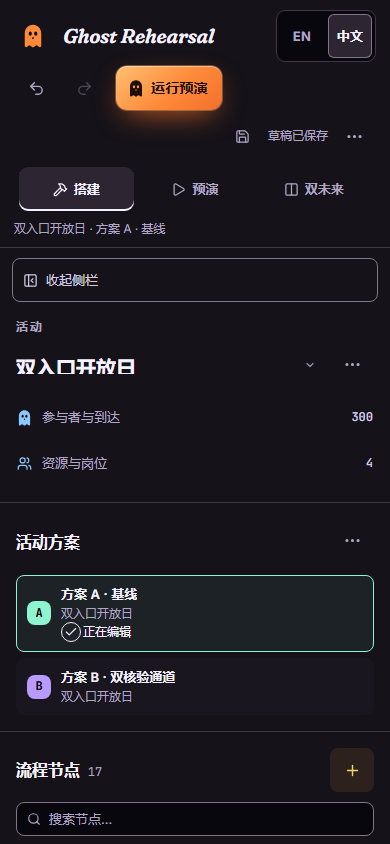 Ghost Rehearsal
EN
中文
运行预演
草稿已保存
搭建
预演
双未来
双入口开放日 · 方案 A · 基线
收起侧栏
活动
双入口开放日
参与者与到达
300
资源与岗位
4
活动方案
A
方案 A · 基线
双入口开放日
正在编辑
B
方案 B · 双核验通道
双入口开放日
流程节点 17
搜索节点...